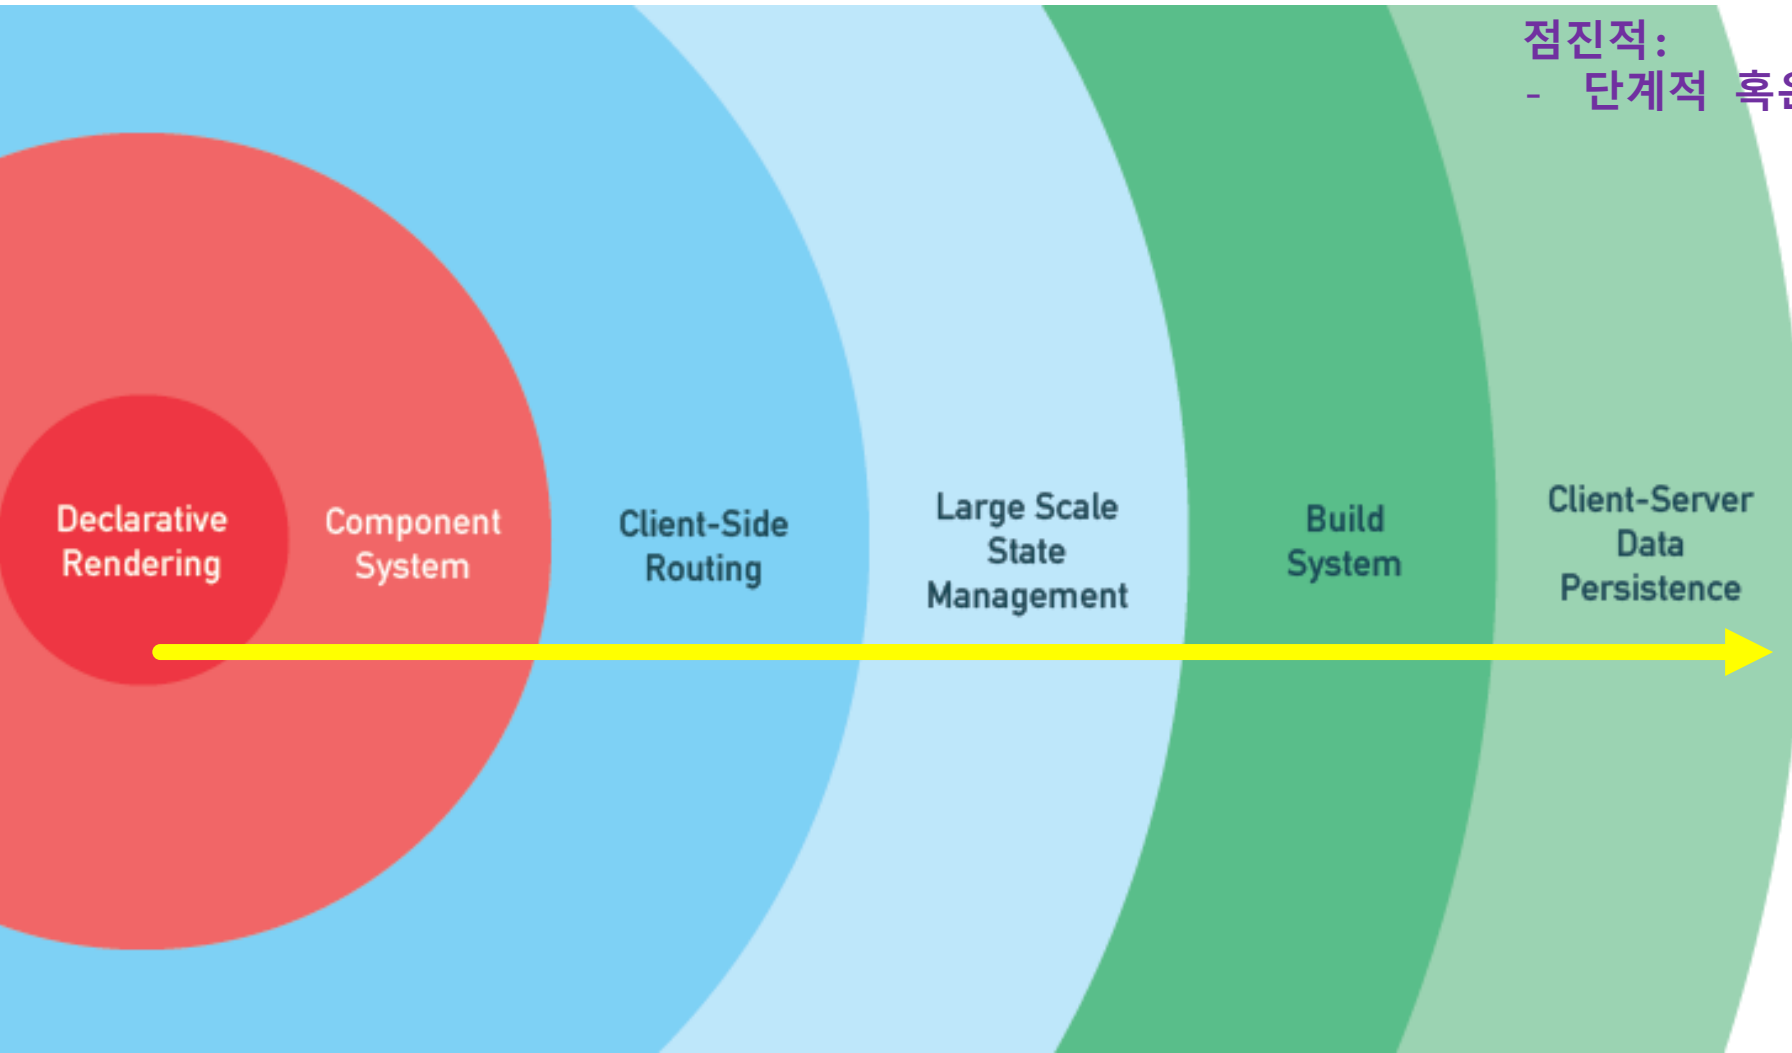 점진적:
- 단계적
Declarative
Rendering
Component
System
Client-Side
Routing
Large Scale
State
Management
Build
System
Client-Server
Data
Persistence